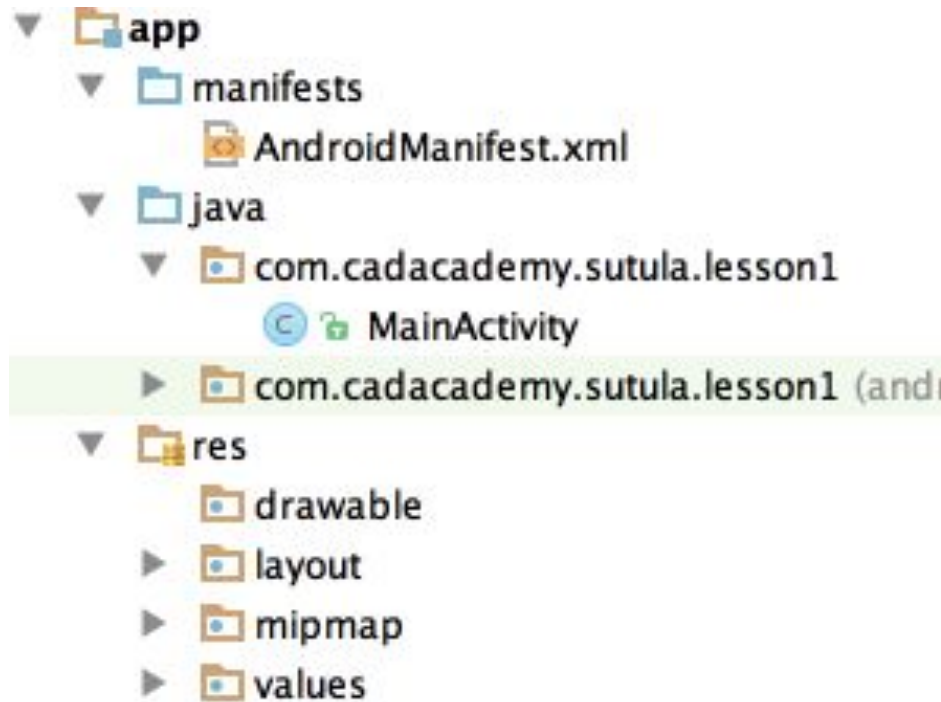 app
manifests
AndroidManifest.xml
java
com.cadacademy.sutula.lesson1
C MainActivity
com.cadacademy.sutula.lesson1
res
drawable
layout
mipmap
values